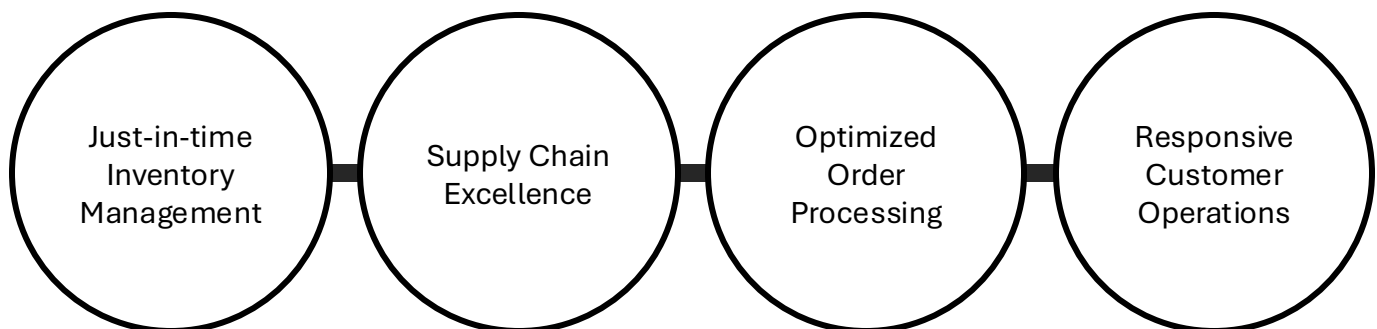 Just-in-time
Inventory
Management
Supply Chain
Excellence
Optimized
Order
Processing
Responsive
Customer
Operations